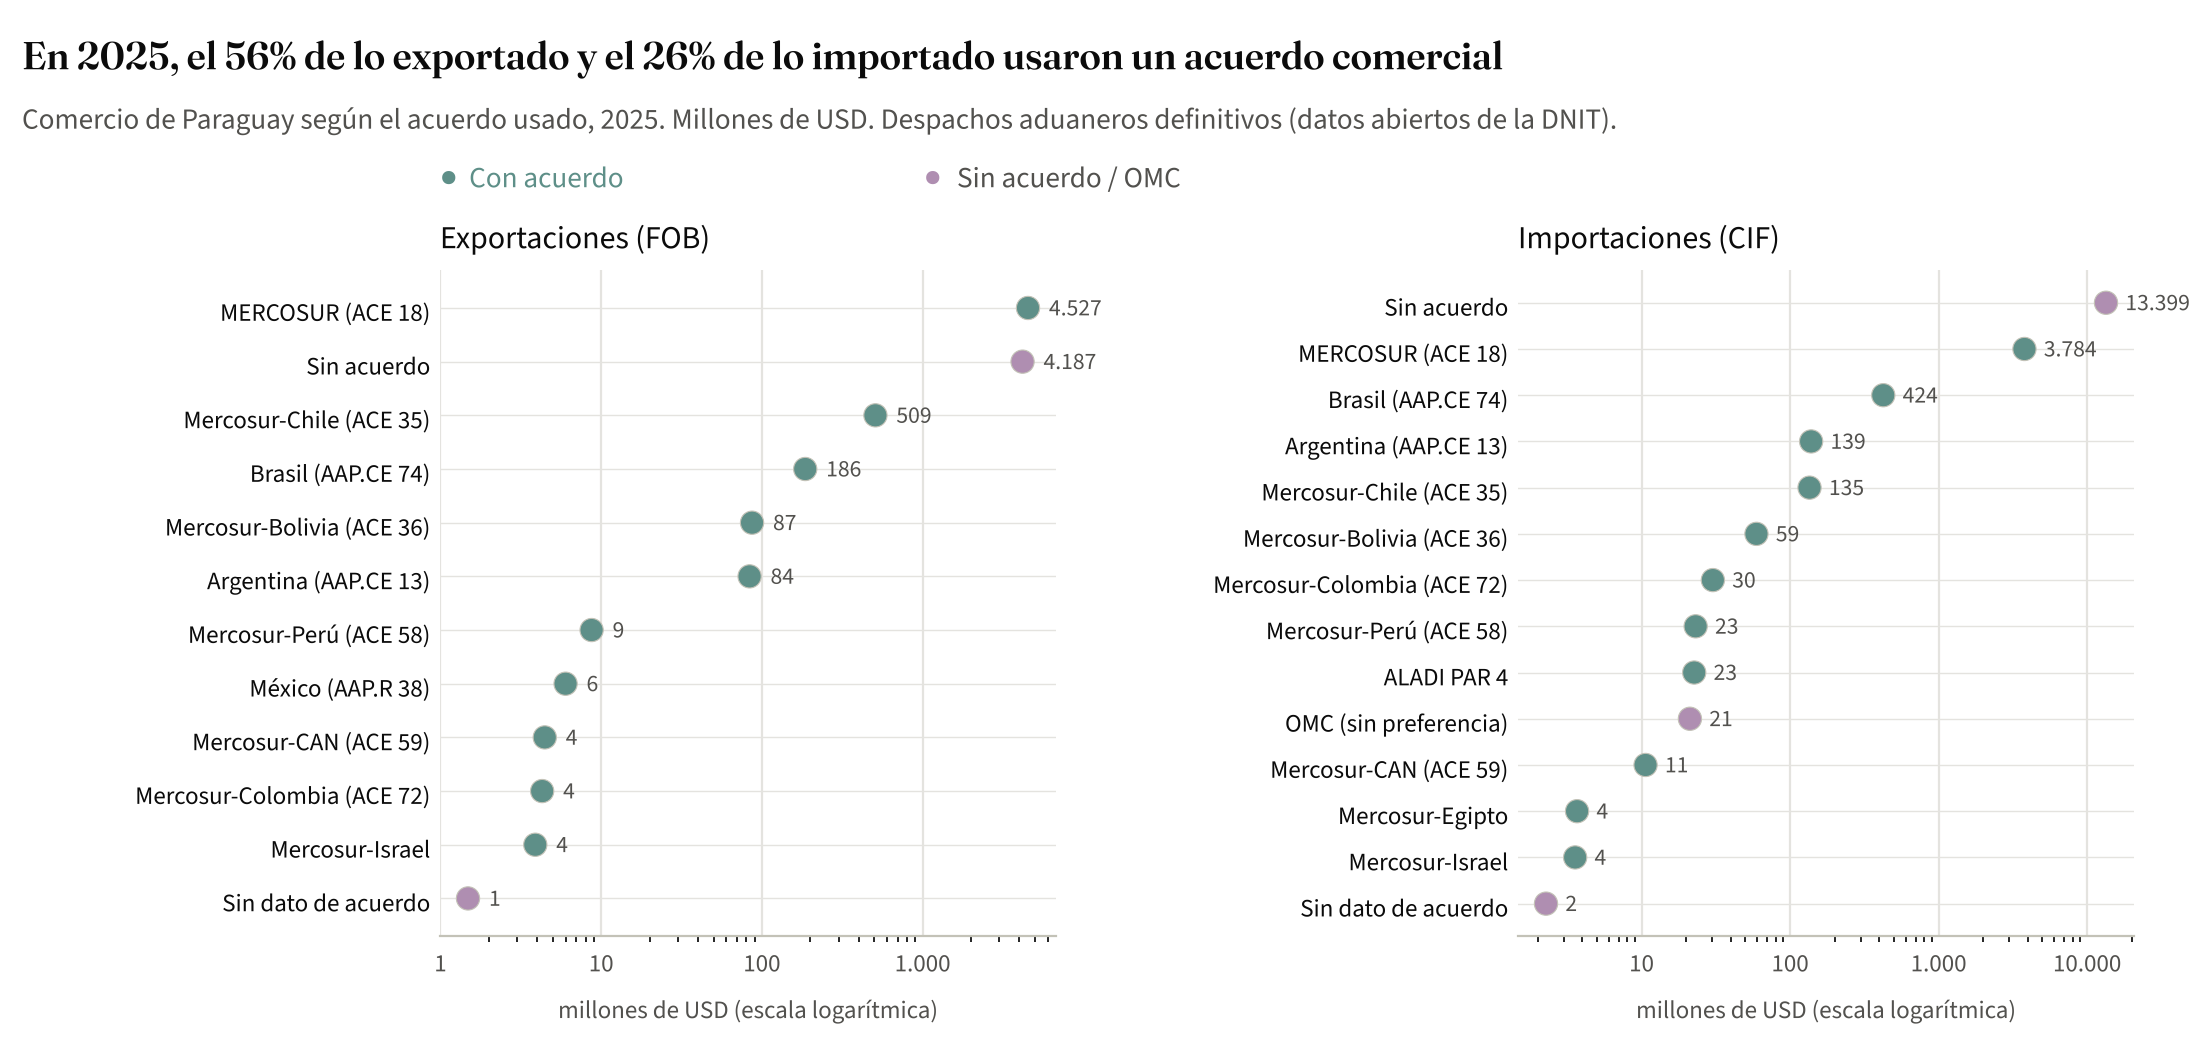 En 2025, el 56% de lo exportado y el 26% de lo importado usaron un acuerdo comercial
Comercio de Paraguay según el acuerdo usado, 2025. Millones de USD. Despachos aduaneros definitivos (datos abiertos de la DNIT).
Con acuerdo
Sin acuerdo / OMC
Exportaciones (FOB)
MERCOSUR (ACE 18) 4.527
Sin acuerdo 4.187
Mercosur-Chile (ACE 35) 509
Brasil (AAP.CE 74) 186
Mercosur-Bolivia (ACE 36) 87
Argentina (AAP.CE 13) 84
Mercosur-Perú (ACE 58) 9
México (AAP.R 38) 6
Mercosur-CAN (ACE 59) 4
Mercosur-Colombia (ACE 72) 4
Mercosur-Israel 4
Sin dato de acuerdo 1
1 10 100 1.000
millones de USD (escala logarítmica)
Importaciones (CIF)
Sin acuerdo 13.399
MERCOSUR (ACE 18) 3.784
Brasil (AAP.CE 74) 424
Argentina (AAP.CE 13) 139
Mercosur-Chile (ACE 35) 135
Mercosur-Bolivia (ACE 36) 59
Mercosur-Colombia (ACE 72) 30
Mercosur-Perú (ACE 58) 23
ALADI PAR 4 23
OMC (sin preferencia) 21
Mercosur-CAN (ACE 59) 11
Mercosur-Egipto 4
Mercosur-Israel 4
Sin dato de acuerdo 2
10 100 1.000 10.000
millones de USD (escala logarítmica)